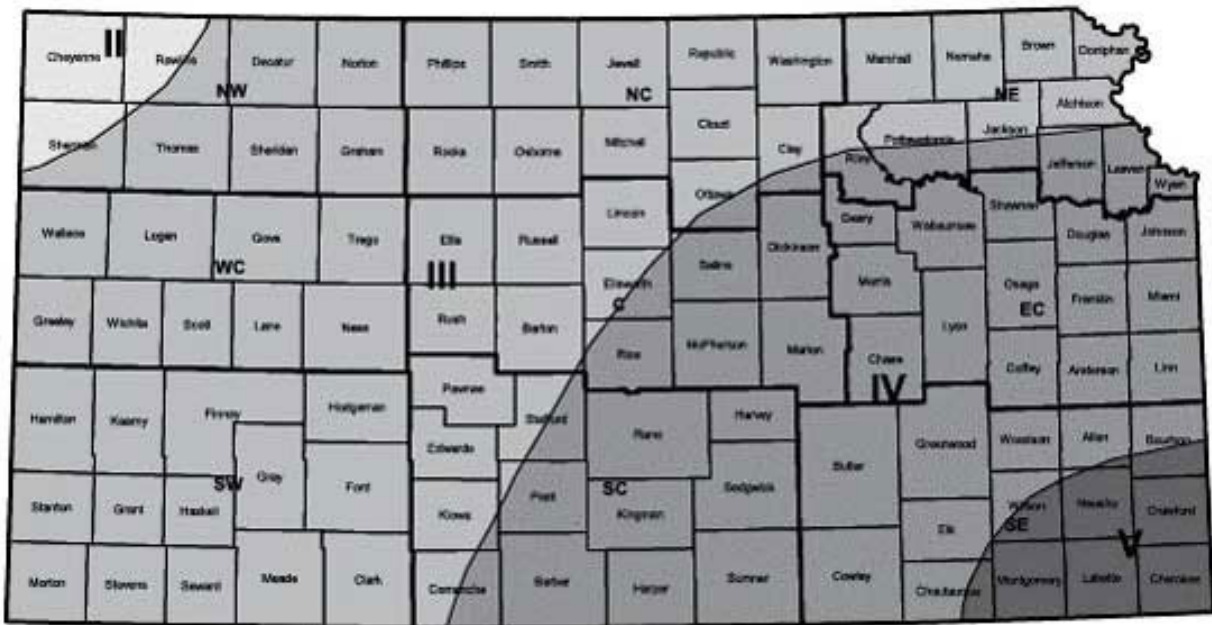 II
Cheyenne Rawlins Decatur Norton Phillips Smith Jewell Republic Washington Marshall Nemaha Brown Doniphan
NW NC NE
Sherman Thomas Sheridan Graham Rooks Osborne Mitchell Cloud Clay Riley Pottawatomie Jackson Atchison
Jefferson Leaven Wyan
Ottawa
Lincoln Geary Wabaunsee Shawnee
Wallace Logan Gove Trego Ellis Russell Saline Dickinson Douglas Johnson
WC III
Ellsworth C Morris Osage
EC
Greeley Wichita Scott Lane Ness Rush Barton Rice McPherson Marion Chase Lyon Franklin Miami
Coffey Anderson Linn
IV
Pawnee
Hamilton Kearny Finney Hodgeman Stafford Reno Harvey
Edwards Butler Greenwood Woodson Allen Bourbon
Gray Ford Sedgwick
SW SC
Stanton Grant Haskell Kiowa Pratt Kingman Elk Wilson Neosho Crawford
SE V
Morton Stevens Seward Meade Clark Comanche Barber Harper Sumner Cowley Chautauqua Montgomery Labette Cherokee